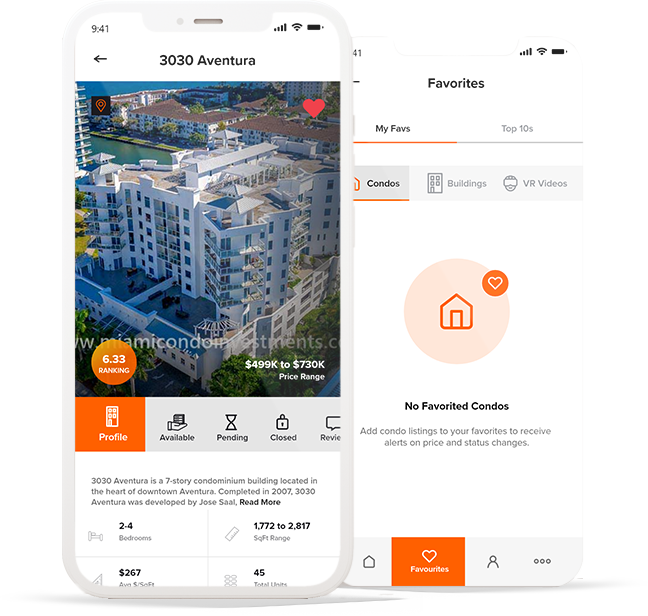 9:41
3030 Aventura
www.miamicondoinvestments.c
6.33
RANKING
$499K to $730K
Price Range
Profile
Available
Pending
Closed
Revie
3030 Aventura is a 7-story condominium building located in
the heart of downtown Aventura. Completed in 2007, 3030
Aventura was developed by Jose Saal, Read More
2-4
Bedrooms
1,772 to 2,817
SqFt Range
$267
Avg $/SqFt
45
Total Units
41
Favorites
My Favs
Top 10s
Condos
Buildings
VR Videos
No Favorited Condos
Add condo listings to your favorites to receive
alerts on price and status changes.
Favourites